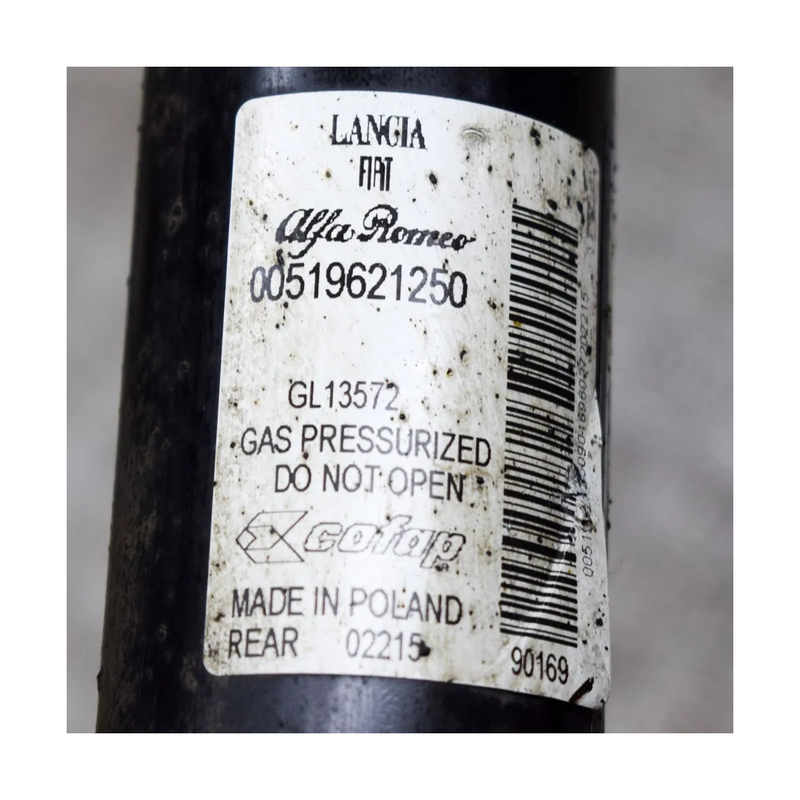 LANCIA
FIAT
Alfa Romeo
00519621250
GL13572
GAS PRESSURIZED
DO NOT OPEN
cofap
MADE IN POLAND
REAR 02215
90169